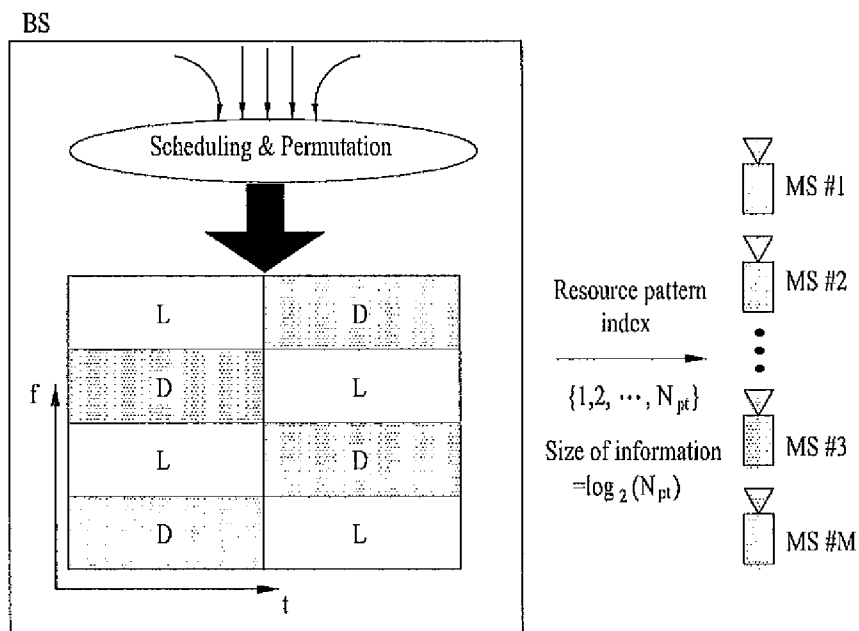 BS
Scheduling & Permutation
L D
D L
L D
D L
f
t
Resource pattern
index
{1,2, ⋯, N_pt}
Size of information
=log_2(N_pt)
MS #1
MS #2
MS #3
MS #M